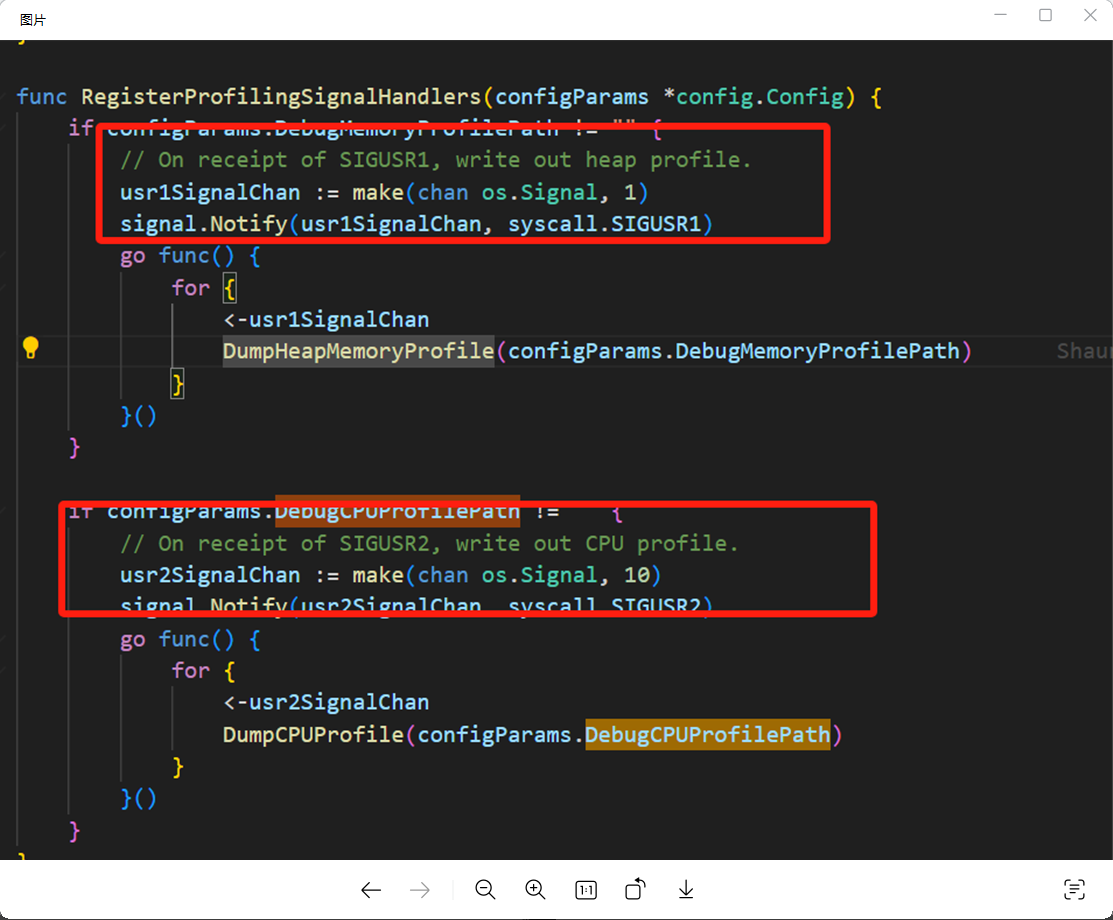 图片
func RegisterProfilingSignalHandlers(configParams *config.Config) {
if configParams.DebugMemoryProfilePath != "" {
// On receipt of SIGUSR1, write out heap profile.
usr1SignalChan := make(chan os.Signal, 1)
signal.Notify(usr1SignalChan, syscall.SIGUSR1)
go func() {
for {
<-usr1SignalChan
DumpHeapMemoryProfile(configParams.DebugMemoryProfilePath)
}
}()
}
if configParams.DebugCPUProfilePath != {
// On receipt of SIGUSR2, write out CPU profile.
usr2SignalChan := make(chan os.Signal, 10)
signal.Notify(usr2SignalChan, syscall.SIGUSR2)
go func() {
for {
<-usr2SignalChan
DumpCPUProfile(configParams.DebugCPUProfilePath)
}
}()
}
1:1